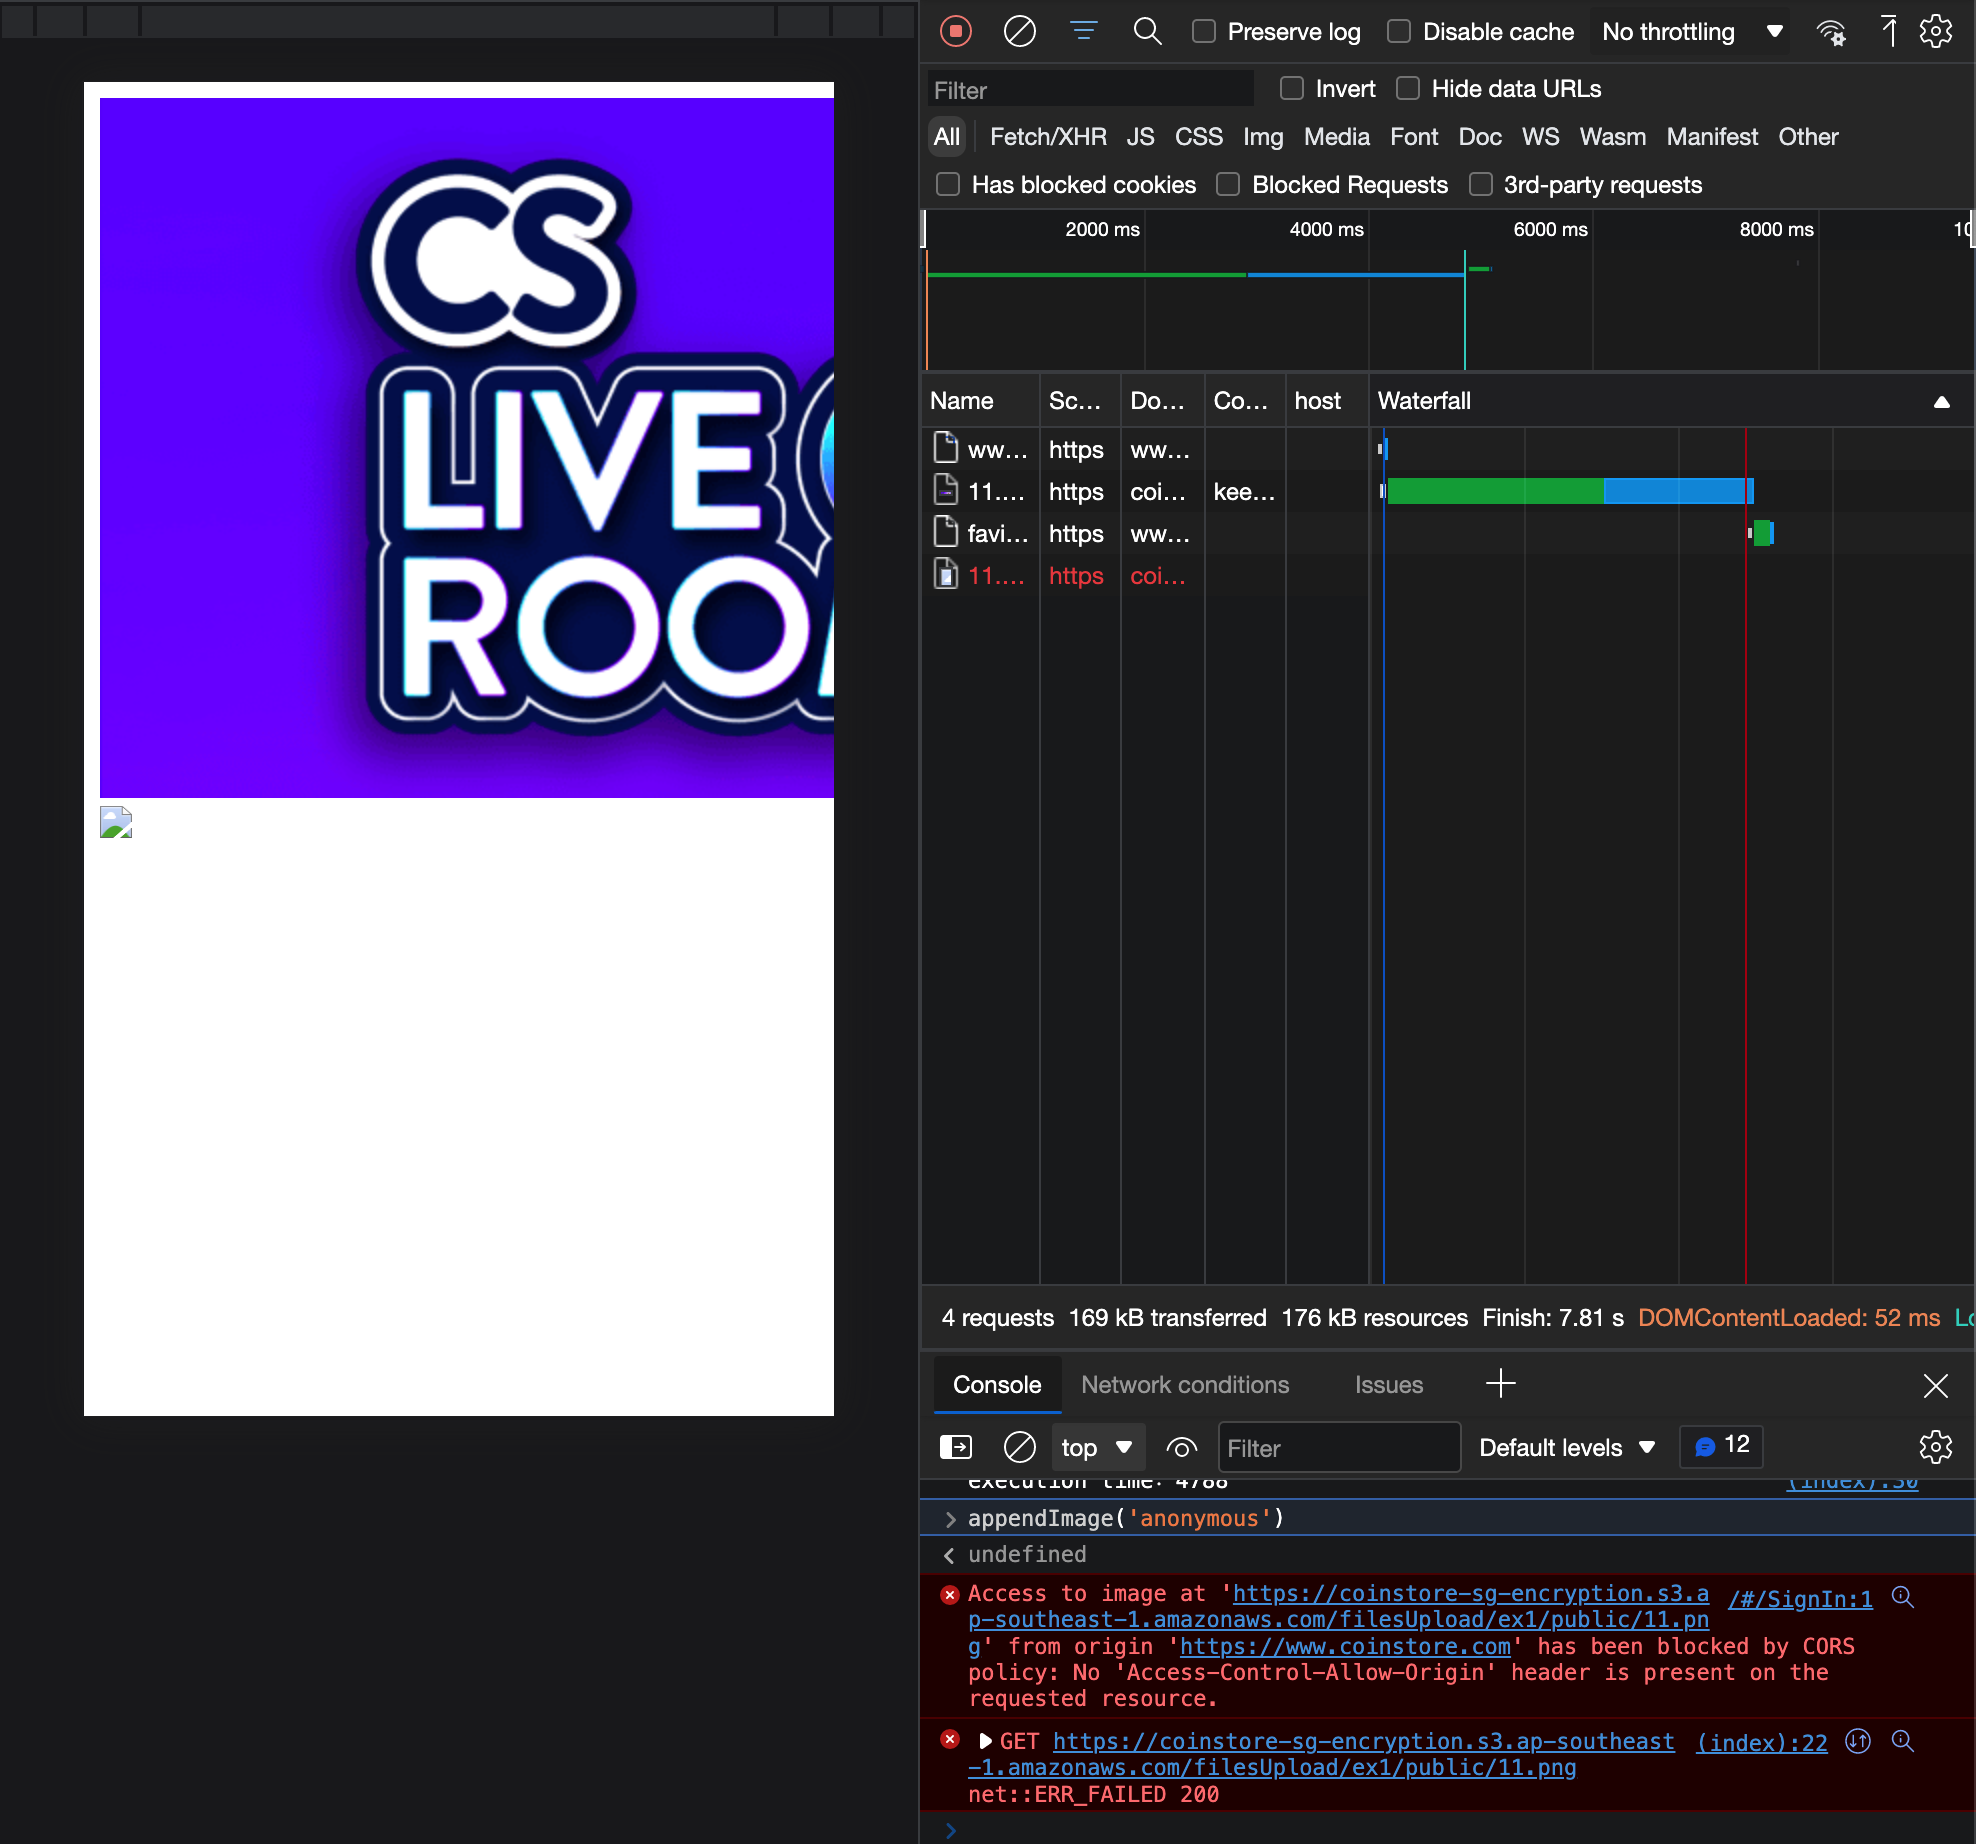 CS
LIVE
ROO
Preserve log
Disable cache
No throttling
Filter
Invert
Hide data URLs
All
Fetch/XHR
JS
CSS
Img
Media
Font
Doc
WS
Wasm
Manifest
Other
Has blocked cookies
Blocked Requests
3rd-party requests
2000 ms
4000 ms
6000 ms
8000 ms
10
Name
Sc...
Do...
Co...
host
Waterfall
ww... https ww...
11.... https coi... kee...
favi... https ww...
11.... https coi...
4 requests 169 kB transferred 176 kB resources Finish: 7.81 s DOMContentLoaded: 52 ms Lo
Console
Network conditions
Issues
top
Filter
Default levels
12
execution time: 4788 (index):30
appendImage('anonymous')
undefined
Access to image at 'https://coinstore-sg-encryption.s3.a /#/SignIn:1
p-southeast-1.amazonaws.com/filesUpload/ex1/public/11.pn
g' from origin 'https://www.coinstore.com' has been blocked by CORS
policy: No 'Access-Control-Allow-Origin' header is present on the
requested resource.
GET https://coinstore-sg-encryption.s3.ap-southeast (index):22
-1.amazonaws.com/filesUpload/ex1/public/11.png
net::ERR_FAILED 200